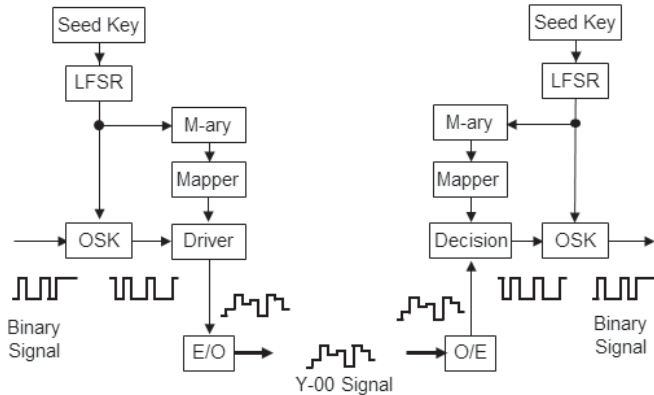 Seed Key
Seed Key
LFSR
LFSR
M-ary
M-ary
Mapper
Mapper
OSK
Driver
Decision
OSK
Binary
Signal
Binary
Signal
E/O
O/E
Y-00 Signal